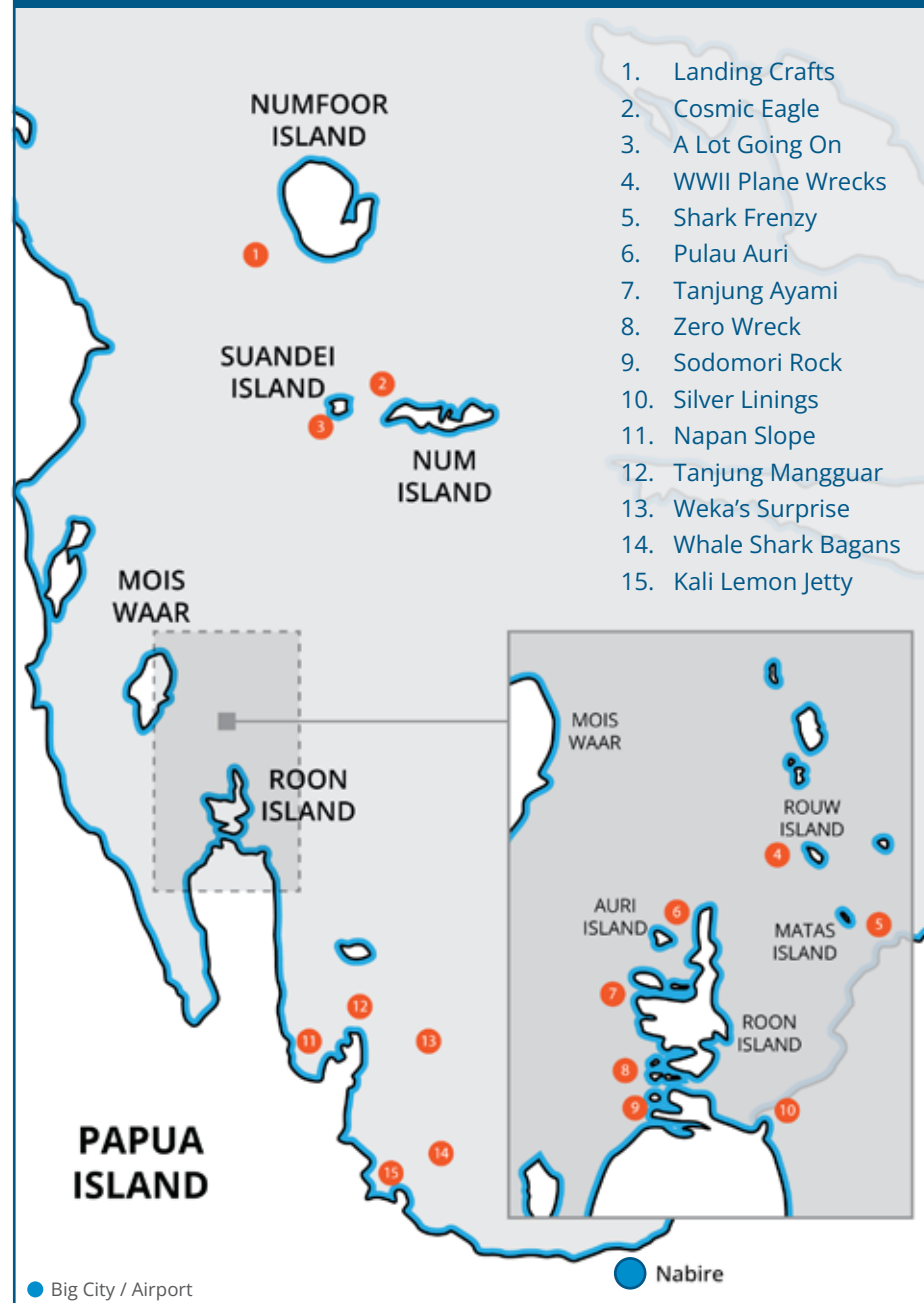 1. Landing Crafts
2. Cosmic Eagle
3. A Lot Going On
4. WWII Plane Wrecks
5. Shark Frenzy
6. Pulau Auri
7. Tanjung Ayami
8. Zero Wreck
9. Sodomori Rock
10. Silver Linings
11. Napan Slope
12. Tanjung Mangguar
13. Weka's Surprise
14. Whale Shark Bagans
15. Kali Lemon Jetty
NUMFOOR
ISLAND
1
SUANDEI
ISLAND
2
3
NUM
ISLAND
MOIS
WAAR
ROON
ISLAND
MOIS
WAAR
ROUW
ISLAND
4
AURI
ISLAND
6
MATAS
ISLAND
5
7
ROON
ISLAND
8
9
10
12
11
13
14
15
PAPUA
ISLAND
Nabire
Big City / Airport